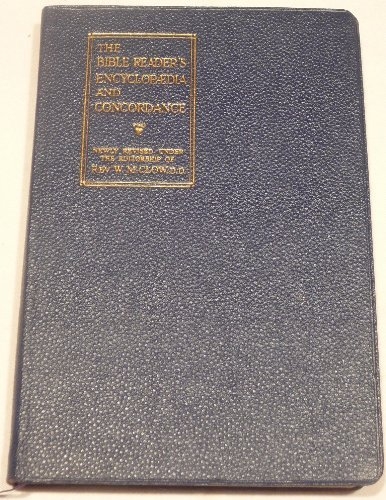 THE
BIBLE READER'S
ENCYCLOPÆDIA
AND
CONCORDANCE
NEWLY REVISED UNDER
THE EDITORSHIP OF
REV. W. M. CLOW, D.D.